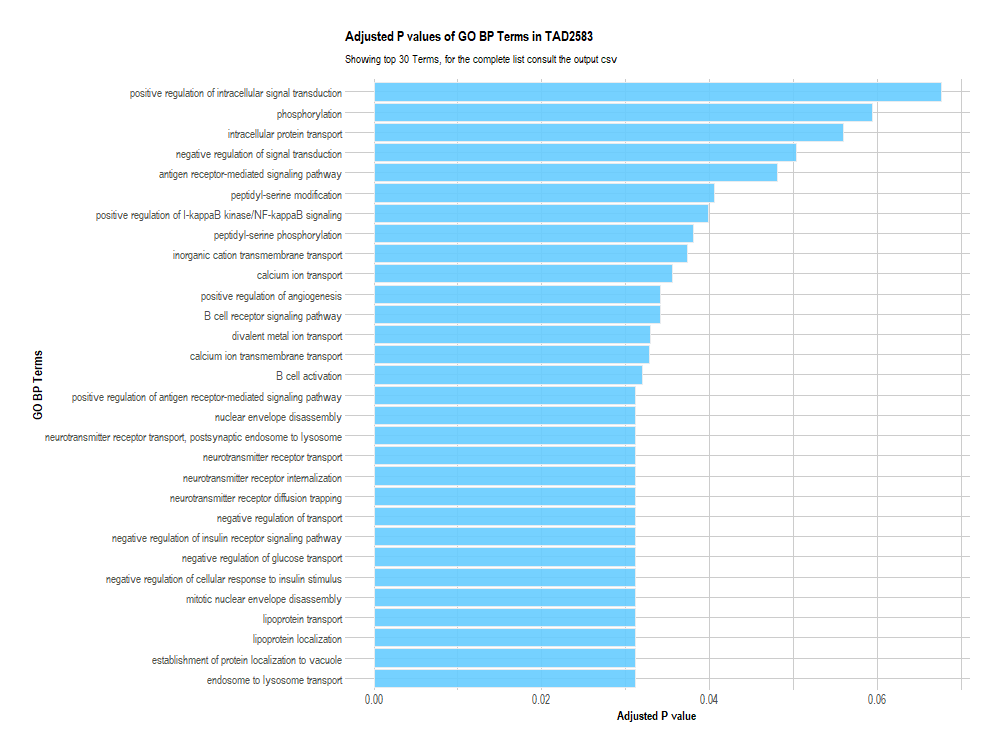 Adjusted P values of GO BP Terms in TAD2583
Showing top 30 Terms, for the complete list consult the output csv
positive regulation of intracellular signal transduction
phosphorylation
intracellular protein transport
negative regulation of signal transduction
antigen receptor-mediated signaling pathway
peptidyl-serine modification
positive regulation of I-kappaB kinase/NF-kappaB signaling
peptidyl-serine phosphorylation
inorganic cation transmembrane transport
calcium ion transport
positive regulation of angiogenesis
B cell receptor signaling pathway
divalent metal ion transport
calcium ion transmembrane transport
B cell activation
positive regulation of antigen receptor-mediated signaling pathway
nuclear envelope disassembly
neurotransmitter receptor transport, postsynaptic endosome to lysosome
neurotransmitter receptor transport
neurotransmitter receptor internalization
neurotransmitter receptor diffusion trapping
negative regulation of transport
negative regulation of insulin receptor signaling pathway
negative regulation of glucose transport
negative regulation of cellular response to insulin stimulus
mitotic nuclear envelope disassembly
lipoprotein transport
lipoprotein localization
establishment of protein localization to vacuole
endosome to lysosome transport
GO BP Terms
0.00 0.02 0.04 0.06
Adjusted P value